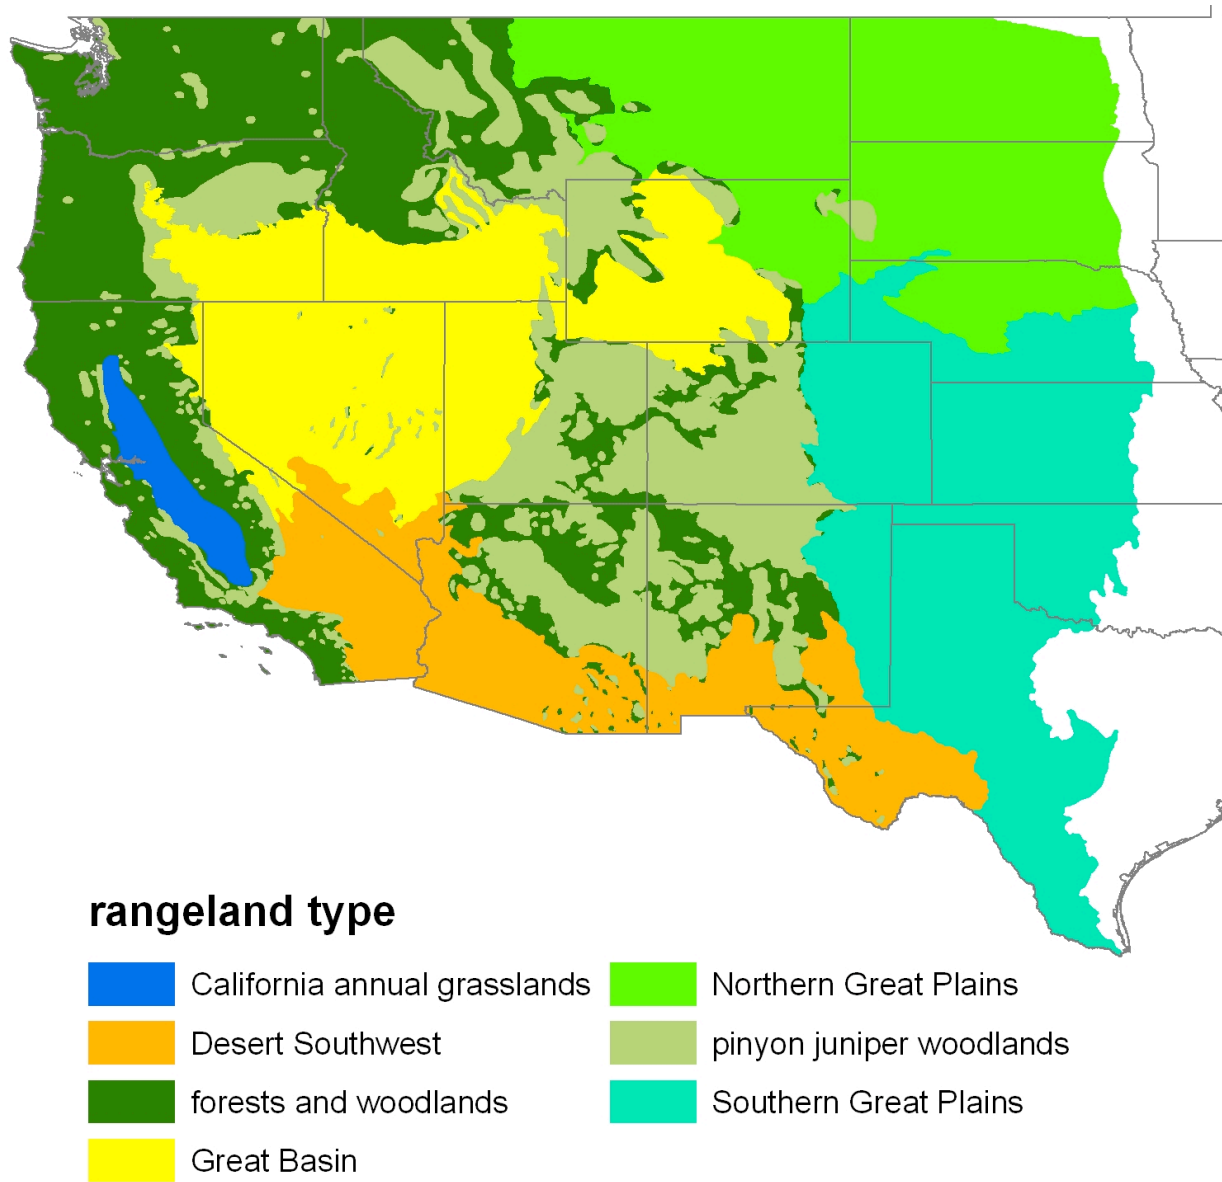 rangeland type
California annual grasslands
Desert Southwest
forests and woodlands
Great Basin
Northern Great Plains
pinyon juniper woodlands
Southern Great Plains